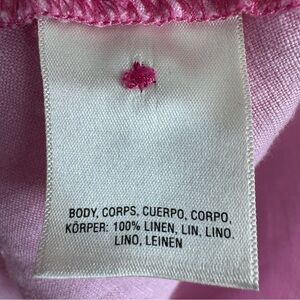 BODY, CORPS, CUERPO, CORPO,
KÖRPER: 100% LINEN, LIN, LINO.
LINO, LEINEN